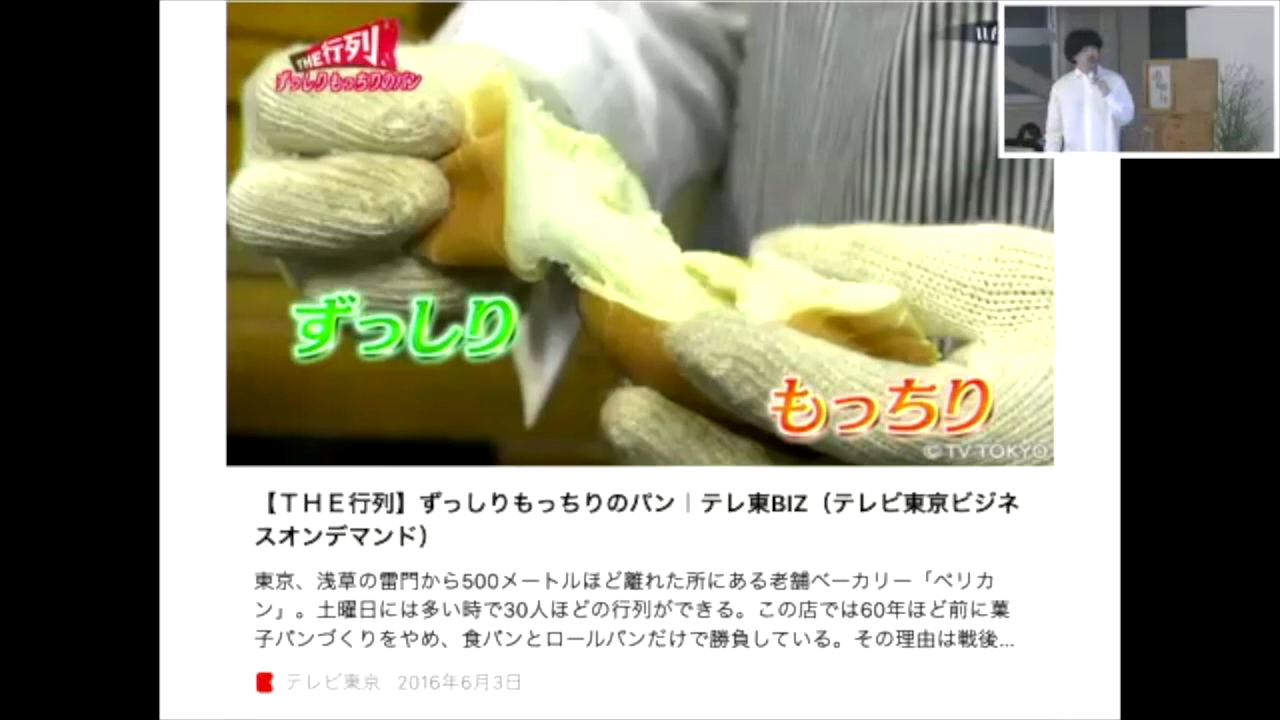 THE行列
ずっしりもっちりのパン
ずっしり
もっちり
©TV TOKYO
【ＴＨＥ行列】ずっしりもっちりのパン｜テレ東BIZ（テレビ東京ビジネ
スオンデマンド）
東京、浅草の雷門から500メートルほど離れた所にある老舗ベーカリー「ペリカ
ン」。土曜日には多い時で30人ほどの行列ができる。この店では60年ほど前に菓
子パンづくりをやめ、食パンとロールパンだけで勝負している。その理由は戦後...
テレビ東京 2016年6月3日